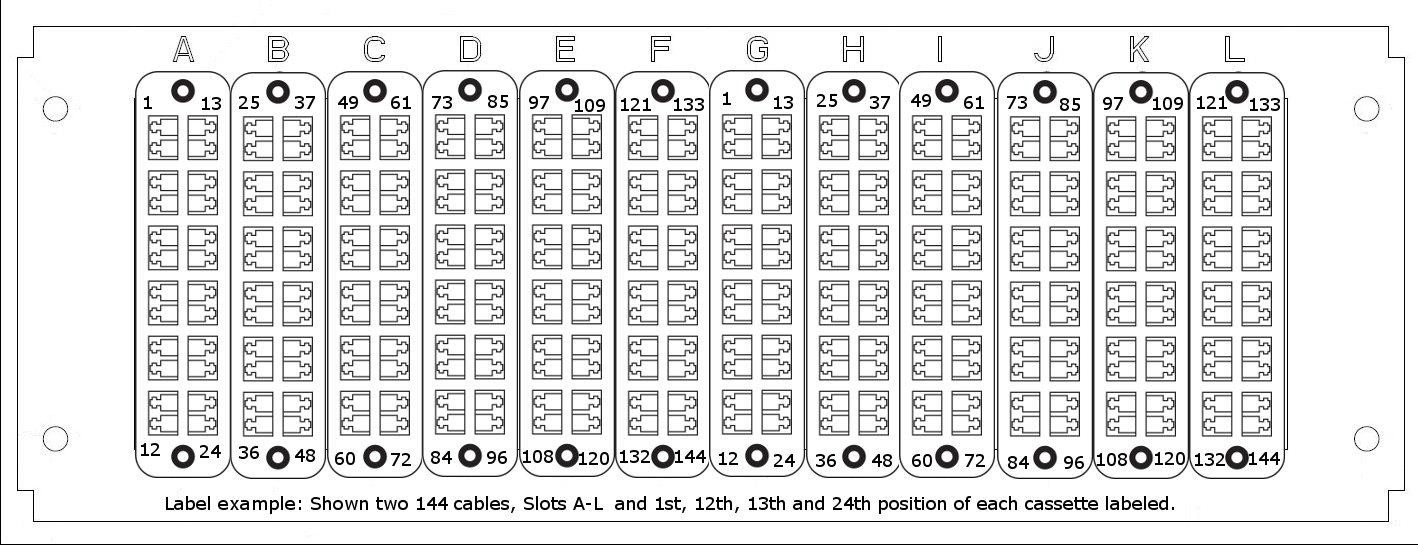 A B C D E F G H I J K L
1 13 25 37 49 61 73 85 97 109 121 133 1 13 25 37 49 61 73 85 97 109 121 133
12 24 36 48 60 72 84 96 108 120 132 144 12 24 36 48 60 72 84 96 108 120 132 144
Label example: Shown two 144 cables, Slots A-L and 1st, 12th, 13th and 24th position of each cassette labeled.